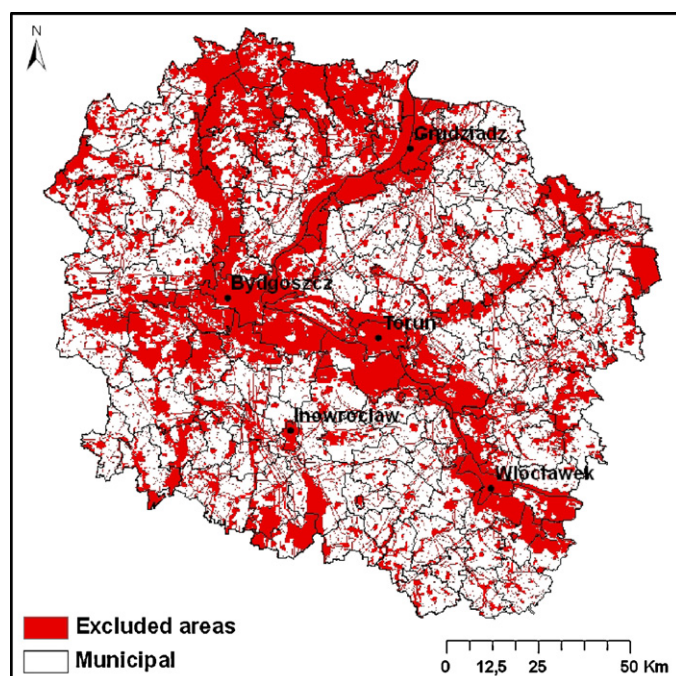 N
Grudziadz
Bydgoszcz
Toruń
Inowrocław
Włocławek
Excluded areas
Municipal
0 12,5 25 50 Km